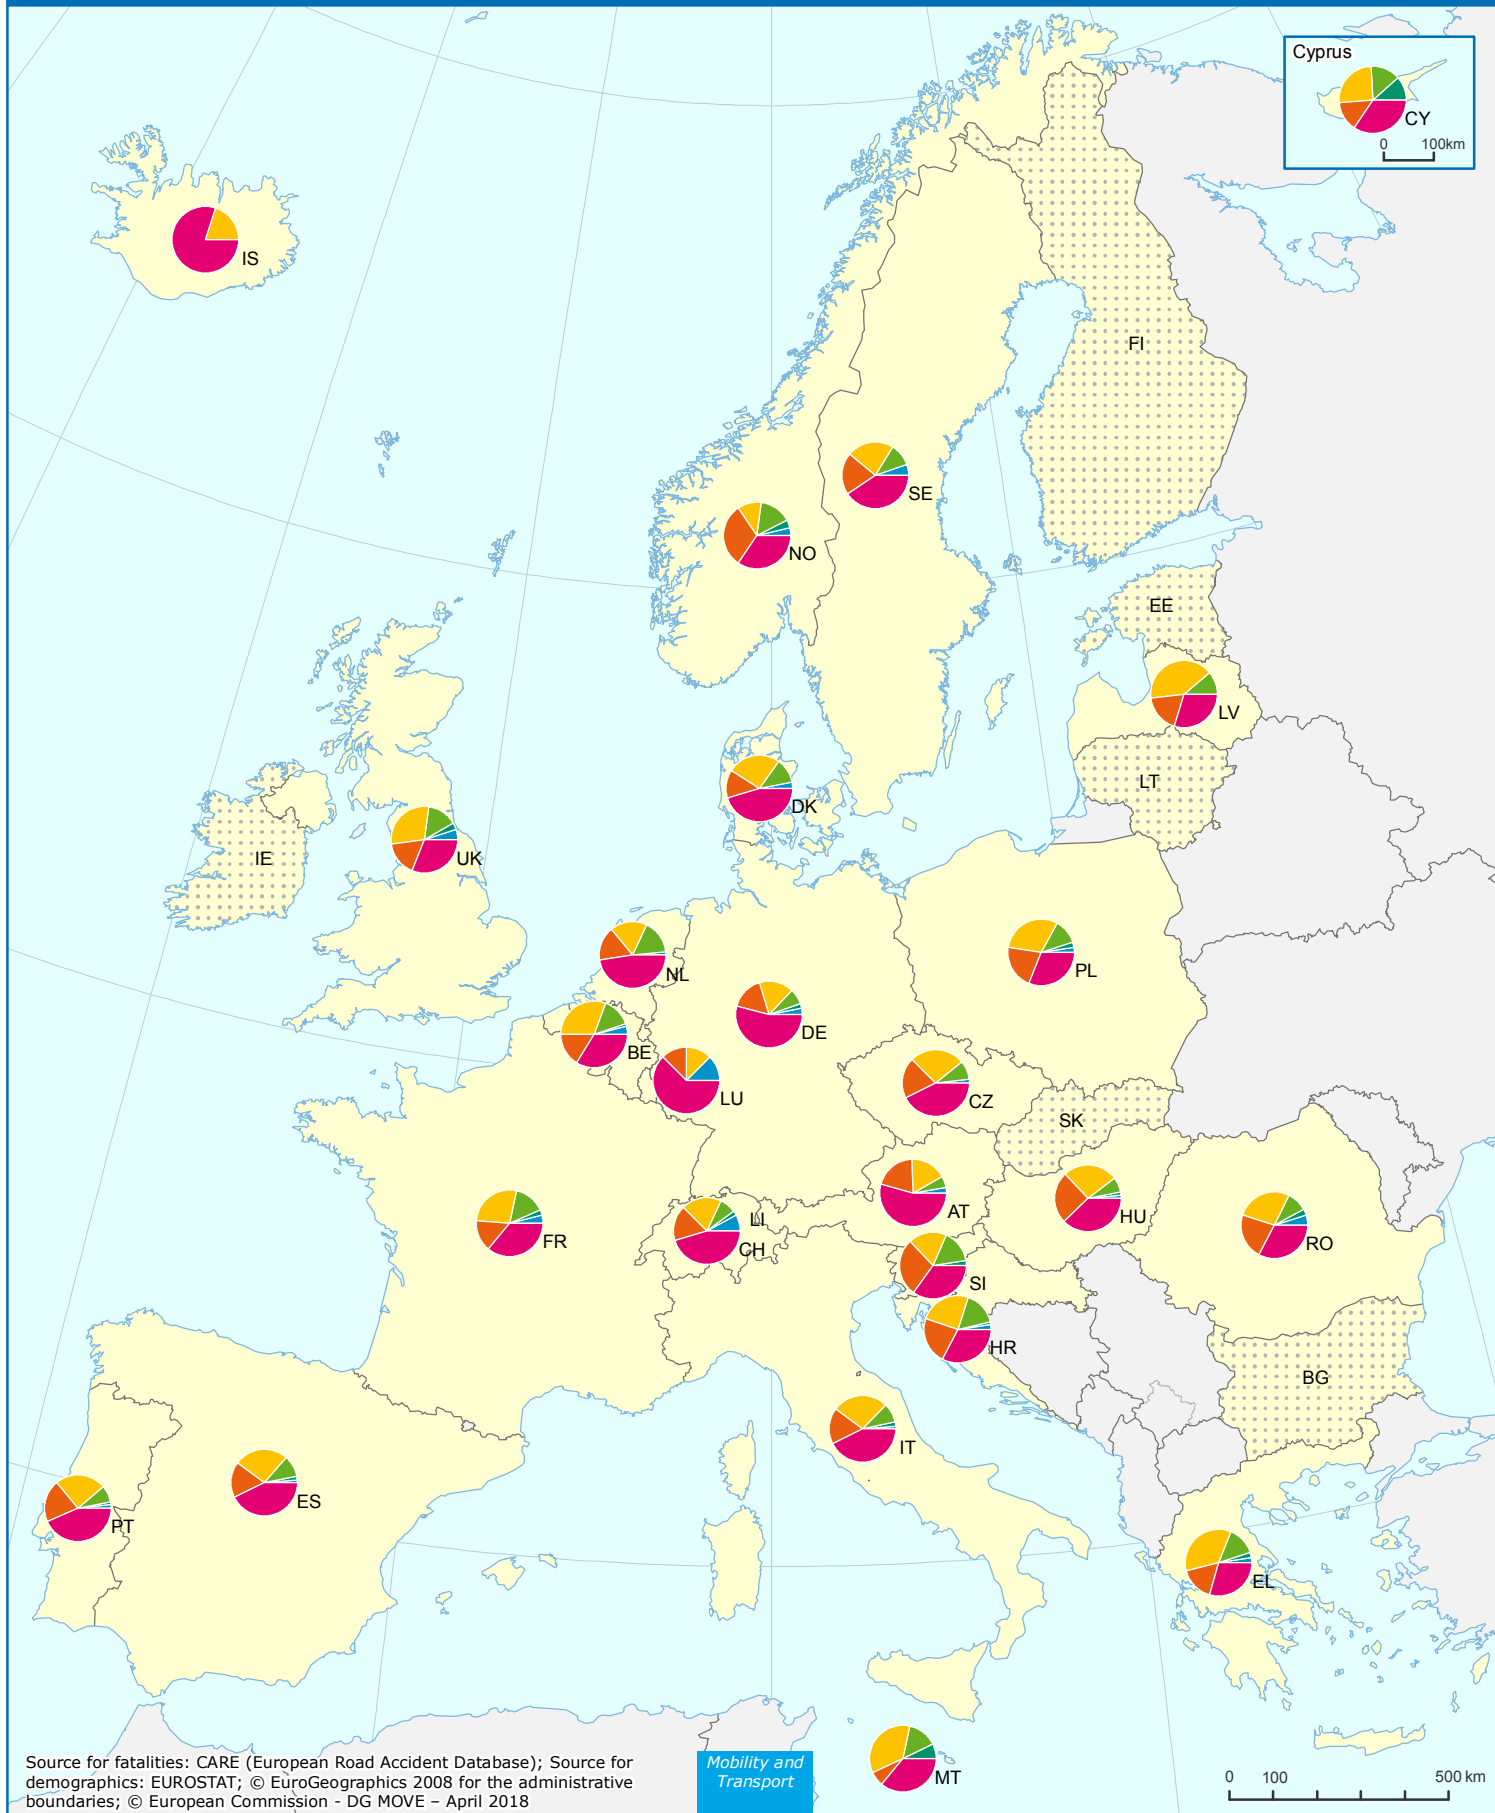 Cyprus
CY
0 100km
IS
FI
SE
NO
EE
LV
LT
DK
IE
UK
NL
PL
DE
BE
LU
CZ
SK
AT
HU
LI
CH
FR
RO
SI
HR
BG
IT
ES
PT
EL
MT
Source for fatalities: CARE (European Road Accident Database); Source for
demographics: EUROSTAT; © EuroGeographics 2008 for the administrative
boundaries; © European Commission - DG MOVE – April 2018
Mobility and
Transport
0 100 500 km